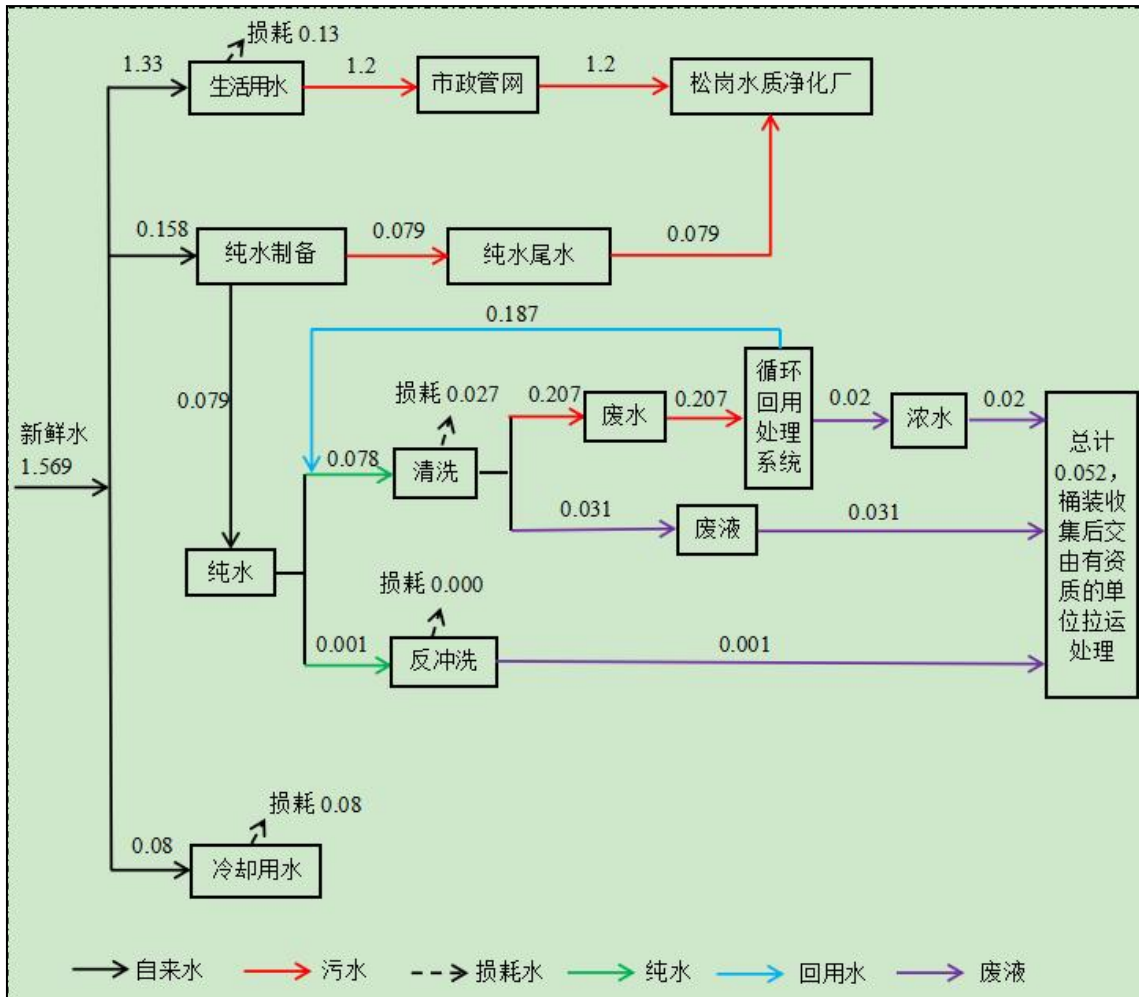 损耗 0.13
1.33
生活用水
1.2
市政管网
1.2
松岗水质净化厂
0.158
纯水制备
0.079
纯水尾水
0.079
0.187
0.079
新鲜水
1.569
纯水
损耗 0.027
0.078
清洗
0.207
废水
0.207
循环
回用
处理
系统
0.02
浓水
0.02
0.031
废液
0.031
损耗 0.000
0.001
反冲洗
0.001
总计
0.052，
桶装收
集后交
由有资
质的单
位拉运
处理
损耗 0.08
0.08
冷却用水
自来水
污水
损耗水
纯水
回用水
废液